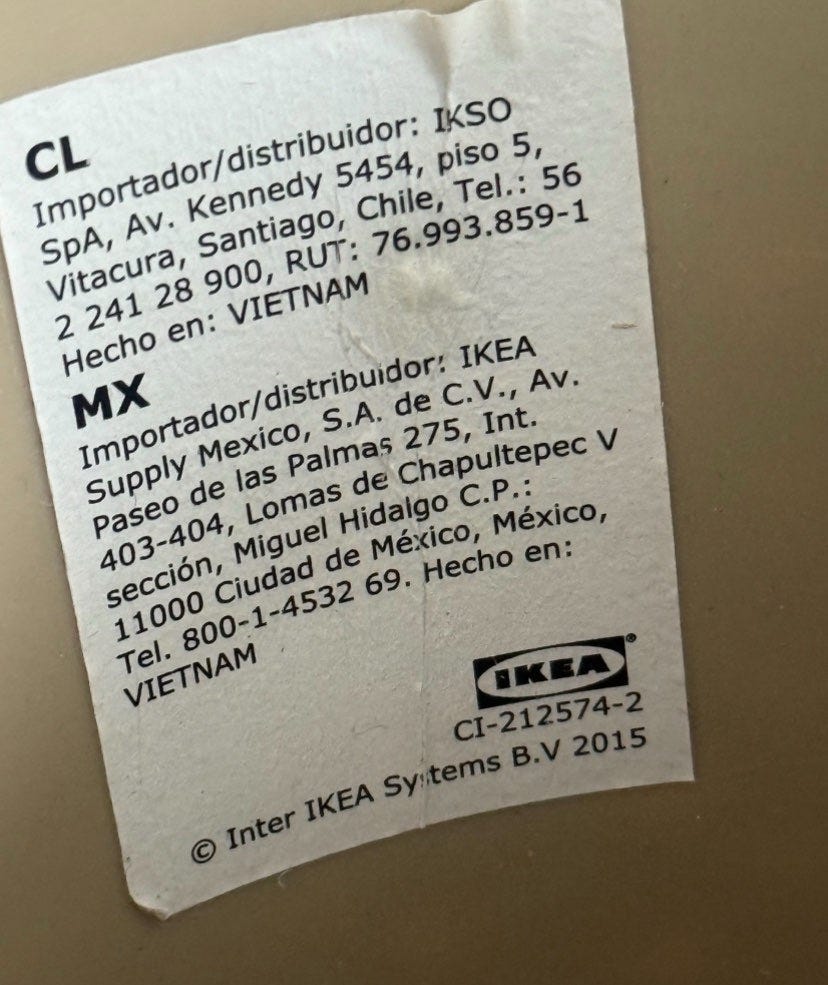 CL
Importador/distribuidor: IKSO
SpA, Av. Kennedy 5454, piso 5,
Vitacura, Santiago, Chile, Tel.: 56
2 241 28 900, RUT: 76.993.859-1
Hecho en: VIETNAM
MX
Importador/distribuidor: IKEA
Supply Mexico, S.A. de C.V., Av.
Paseo de las Palmas 275, Int.
403-404, Lomas de Chapultepec V
sección, Miguel Hidalgo C.P.:
11000 Ciudad de México, México,
Tel. 800-1-4532 69. Hecho en:
VIETNAM
IKEA®
CI-212574-2
© Inter IKEA Systems B.V 2015